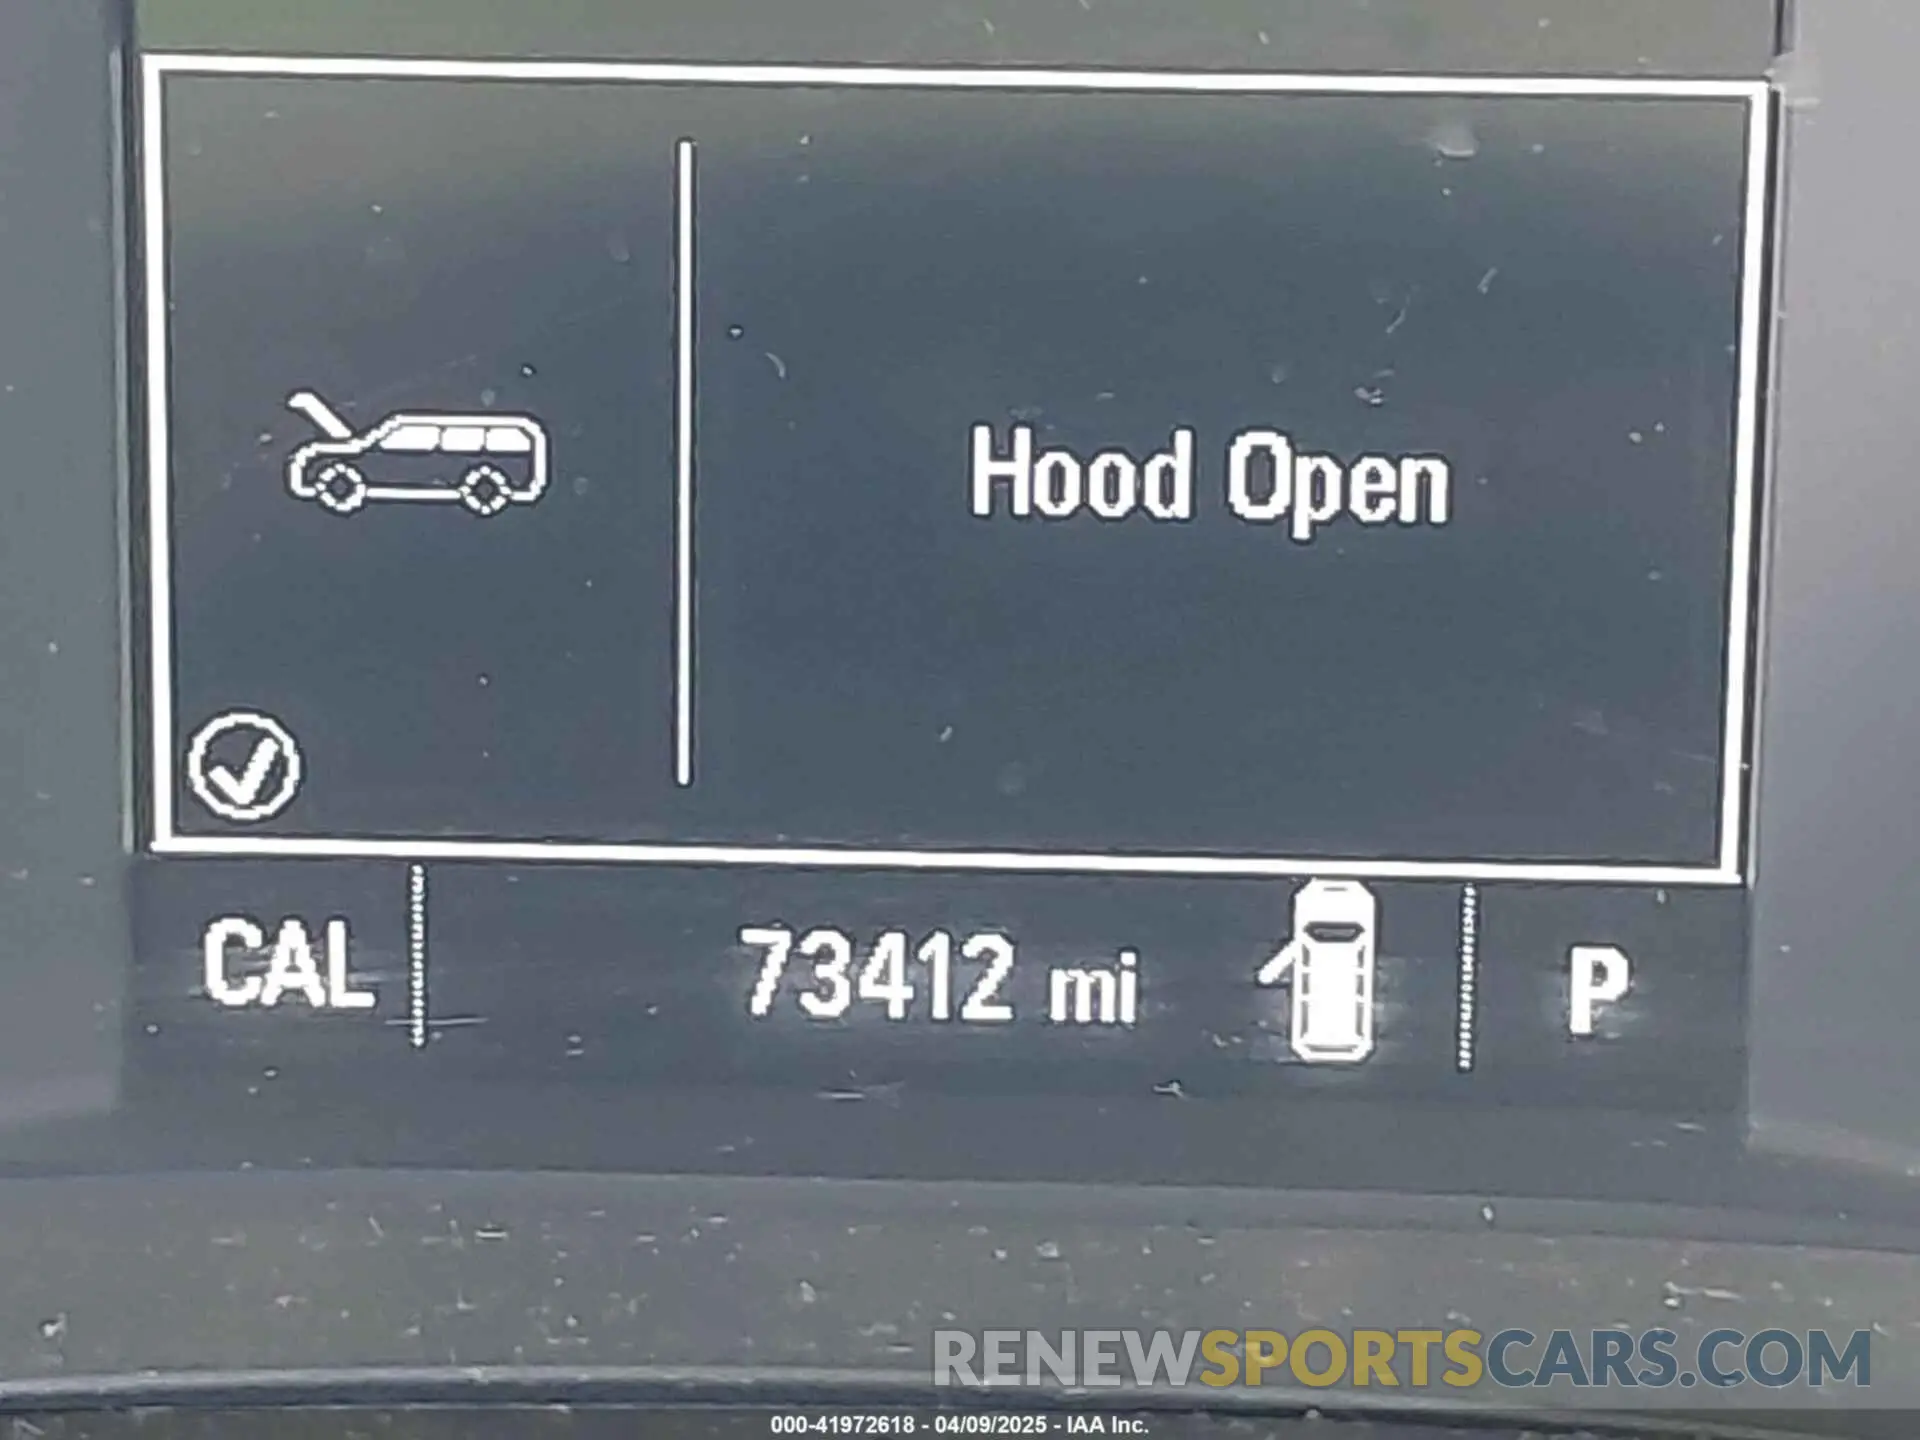 Hood Open
CAL 73412 mi P
RENEWSPORTSCARS.COM
000-41972618 - 04/09/2025 - IAA Inc.